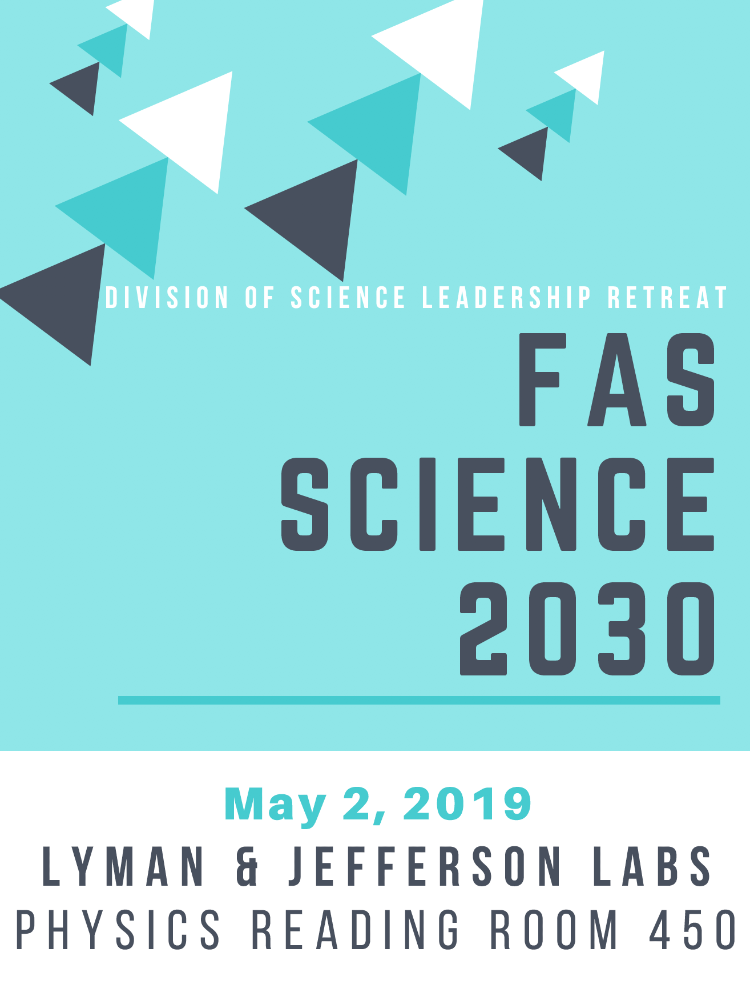 DIVISION OF SCIENCE LEADERSHIP RETREAT
FAS
SCIENCE
2030
May 2, 2019
LYMAN & JEFFERSON LABS
PHYSICS READING ROOM 450